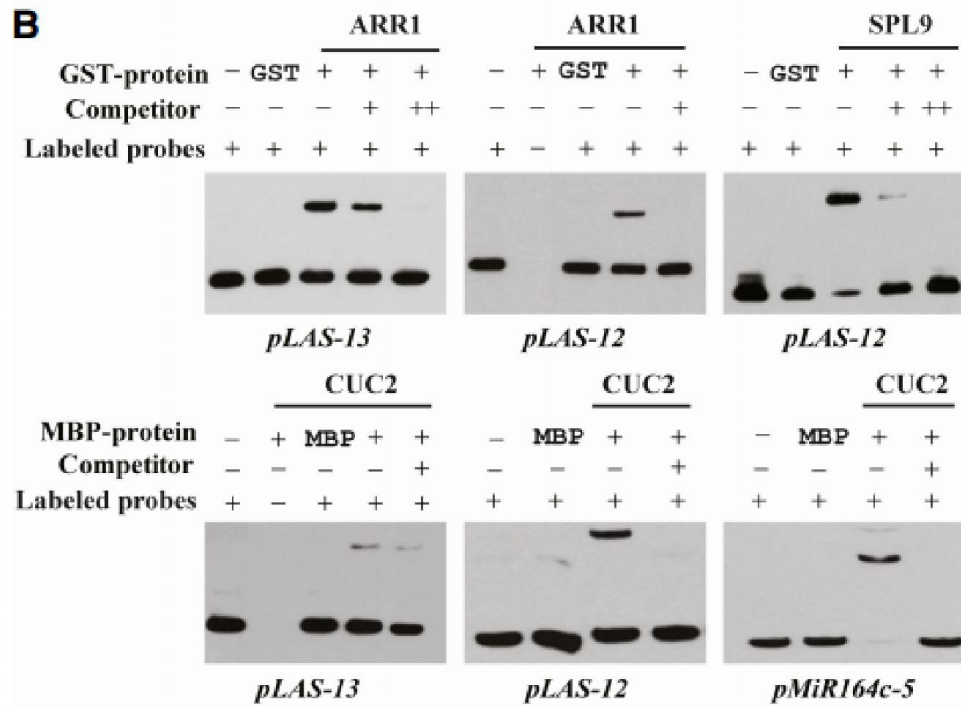 B
ARR1 ARR1 SPL9
GST-protein − GST + + + − + GST + + − GST + + +
Competitor − − − + ++ − − − − + − − − + ++
Labeled probes + + + + + + − + + + + + + + +
pLAS-13 pLAS-12 pLAS-12
CUC2 CUC2 CUC2
MBP-protein − + MBP + + − MBP + + − MBP + +
Competitor − − − − + − − − + − − − +
Labeled probes + − + + + + + + + + + + +
pLAS-13 pLAS-12 pMiR164c-5